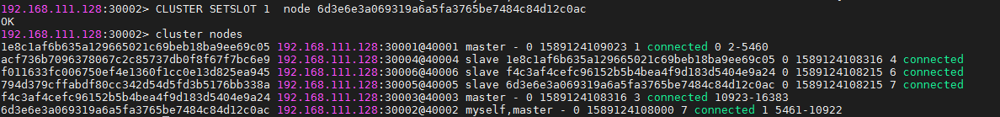 192.168.111.128:30002> CLUSTER SETSLOT 1  node 6d3e6e3a069319a6a5fa3765be7484c84d12c0ac
OK
192.168.111.128:30002> cluster nodes
1e8c1af6b635a129665021c69beb18ba9ee69c05 192.168.111.128:30001@40001 master - 0 1589124109023 1 connected 0 2-5460
acf736b7096378067c2c85737db0f8f67f7bc6e9 192.168.111.128:30004@40004 slave 1e8c1af6b635a129665021c69beb18ba9ee69c05 0 1589124108316 4 connected
f011633fc006750ef4e1360f1cc0e13d825ea945 192.168.111.128:30006@40006 slave f4c3af4cefc96152b5b4bea4f9d183d5404e9a24 0 1589124108215 6 connected
794d379cffabdf80cc342d54d5fd3b5176bb338a 192.168.111.128:30005@40005 slave 6d3e6e3a069319a6a5fa3765be7484c84d12c0ac 0 1589124108215 7 connected
f4c3af4cefc96152b5b4bea4f9d183d5404e9a24 192.168.111.128:30003@40003 master - 0 1589124108316 3 connected 10923-16383
6d3e6e3a069319a6a5fa3765be7484c84d12c0ac 192.168.111.128:30002@40002 myself,master - 0 1589124108000 7 connected 1 5461-10922